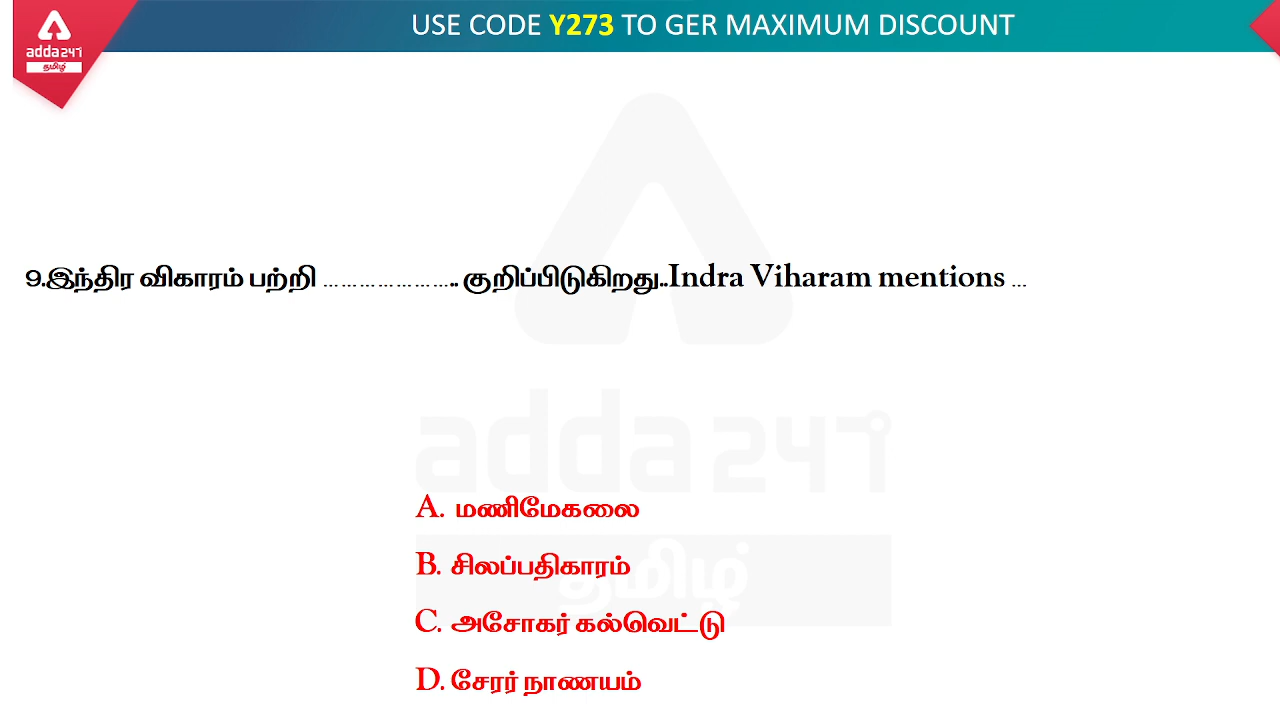 USE CODE Y273 TO GER MAXIMUM DISCOUNT
adda247
தமிழ்
9.இந்திர விகாரம் பற்றி ………………….. குறிப்பிடுகிறது..Indra Viharam mentions …
adda247
தமிழ்
A. மணிமேகலை
B. சிலப்பதிகாரம்
C. அசோகர் கல்வெட்டு
D. சேரர் நாணயம்